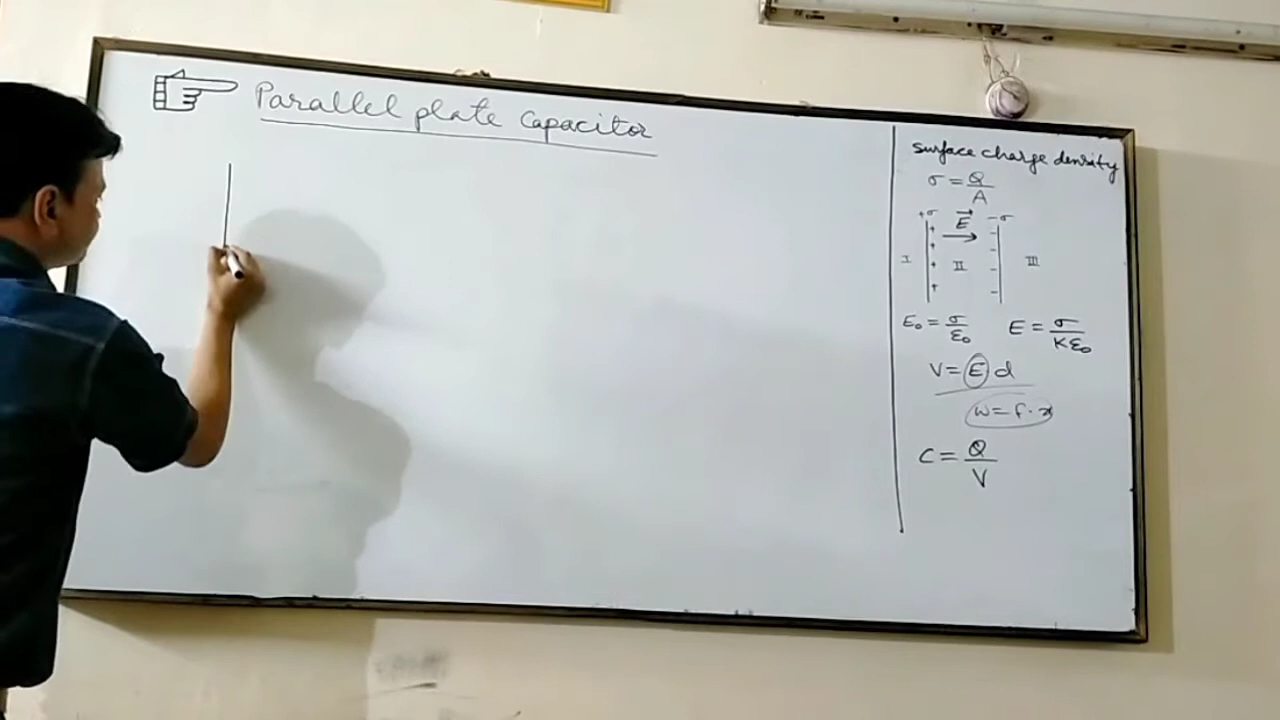 Parallel plate Capacitor
surface charge density
σ = Q/A
+σ E⃗ -σ
I II III
E₀ = σ/ε₀ E = σ/Kε₀
V = E d
W = F · x
C = Q/V